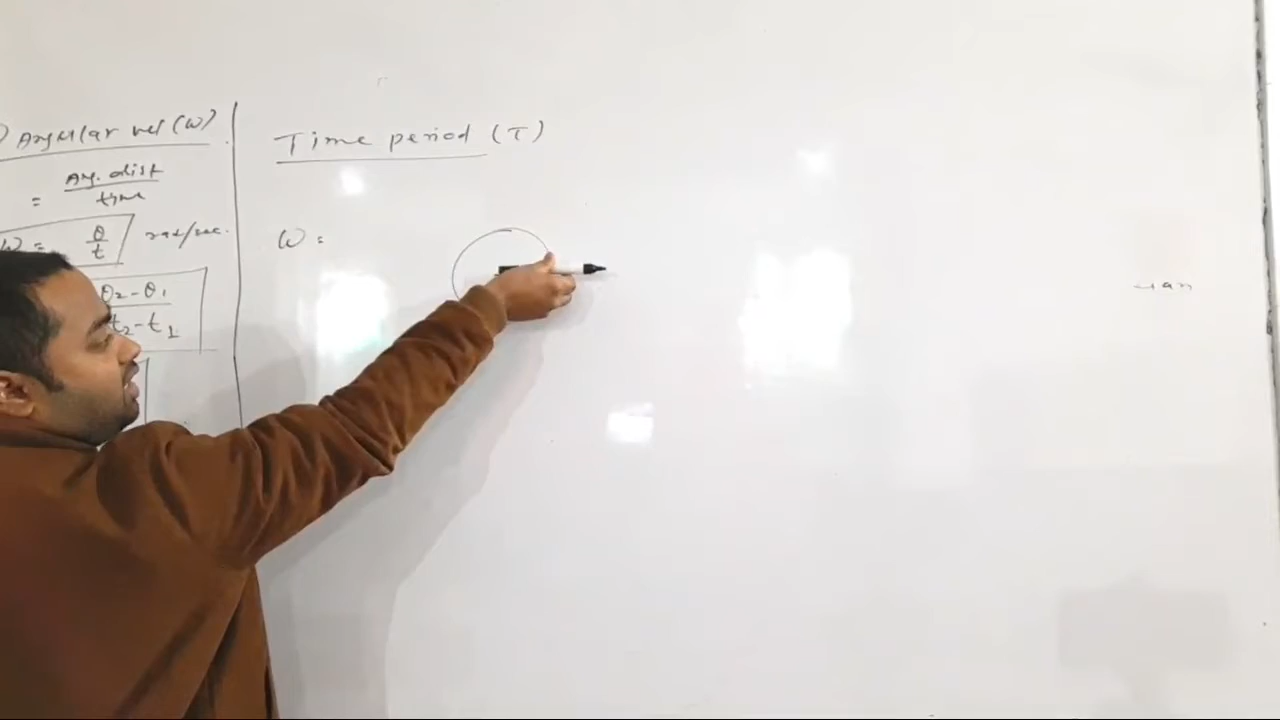 ) Angular vel (W)
= Ang. dist / time
W = θ / t rad/sec.
θ2 - θ1 / t2 - t1
Time period (T)
W =